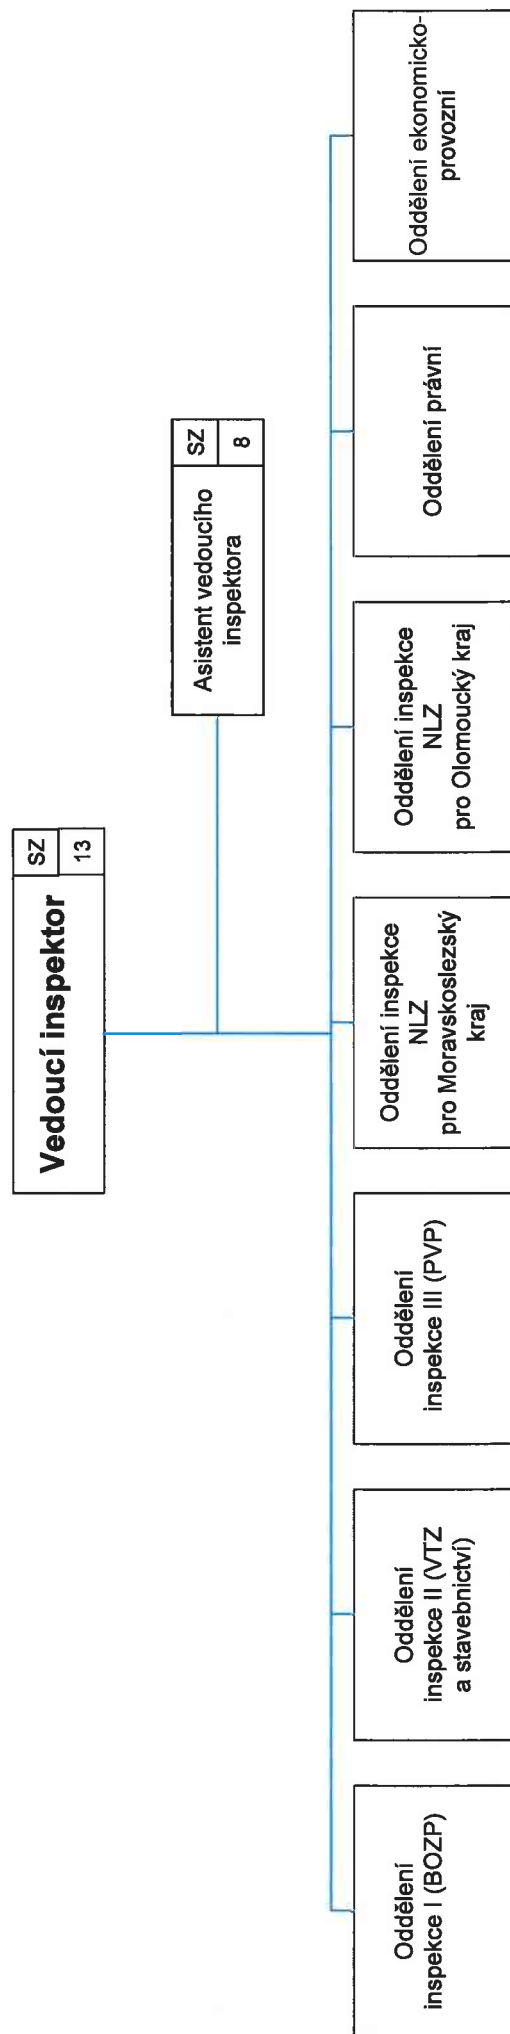 Vedoucí inspektor
SZ
13
Asistent vedoucího
inspektora
SZ
8
Oddělení
inspekce I (BOZP)
Oddělení
inspekce II (VTZ
a stavebnictví)
Oddělení
inspekce III (PVP)
Oddělení inspekce
NLZ
pro Moravskoslezský
kraj
Oddělení inspekce
NLZ
pro Olomoucký kraj
Oddělení právní
Oddělení ekonomicko-
provozní